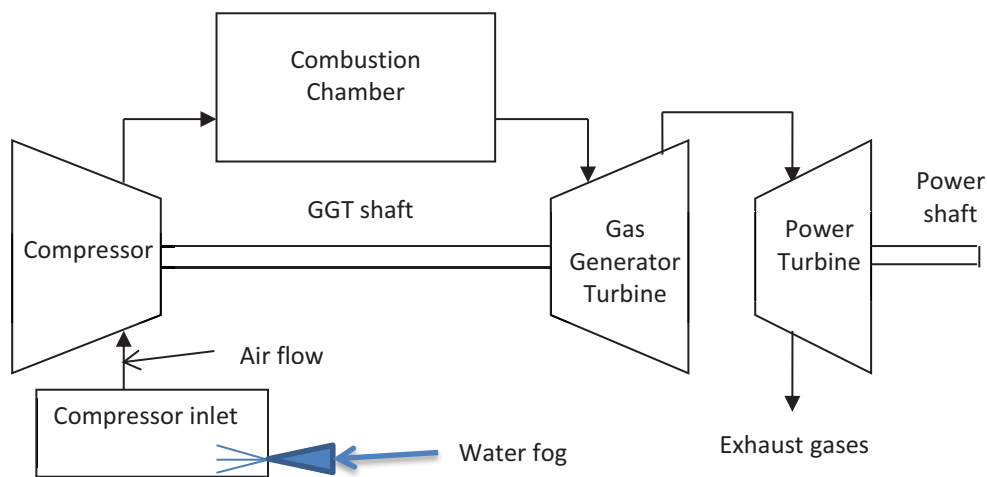 Combustion
Chamber
GGT shaft
Compressor
Gas
Generator
Turbine
Power
Turbine
Power
shaft
Air flow
Compressor inlet
Water fog
Exhaust gases